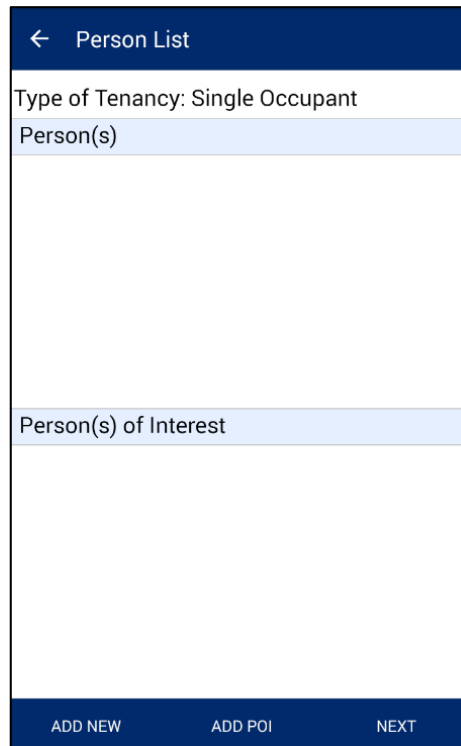 Person List
Type of Tenancy: Single Occupant
Person(s)
Person(s) of Interest
ADD NEW ADD POI NEXT